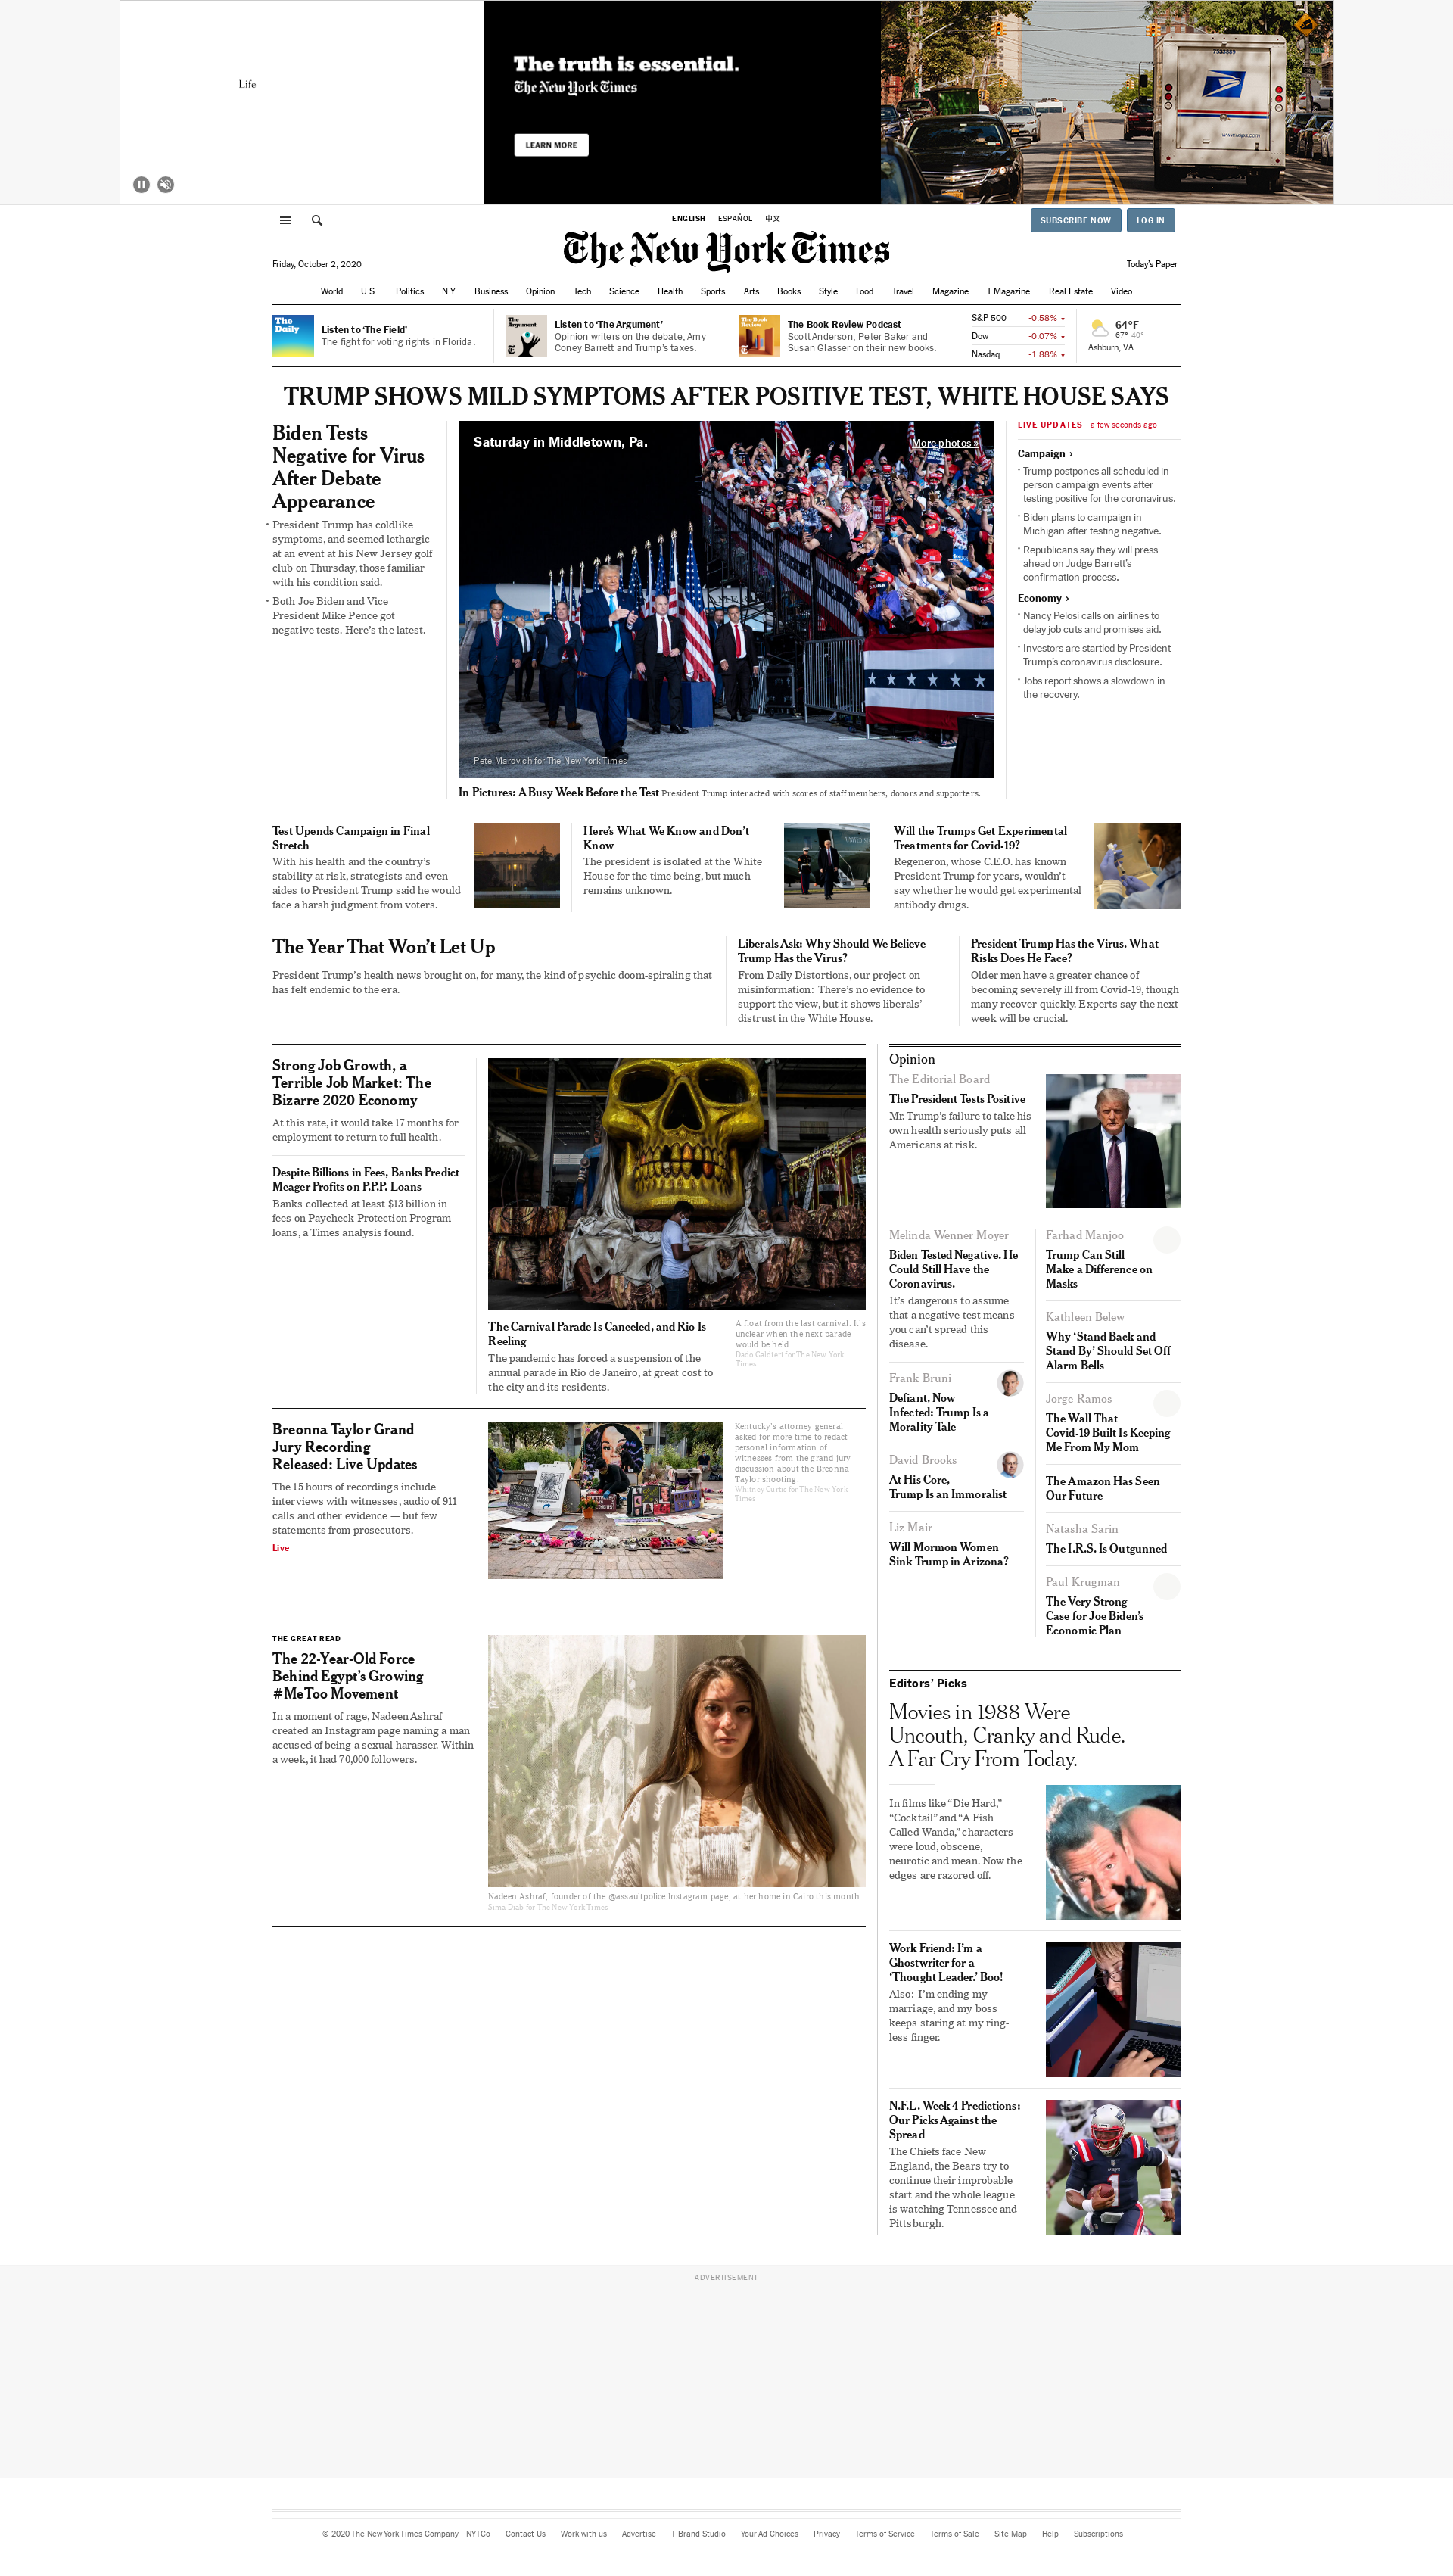 Life
The truth is essential.
The New York Times
LEARN MORE
ENGLISH ESPAÑOL 中文
SUBSCRIBE NOW LOG IN
The New York Times
Friday, October 2, 2020
Today's Paper
World U.S. Politics N.Y. Business Opinion Tech Science Health Sports Arts Books Style Food Travel Magazine T Magazine Real Estate Video
The Daily
Listen to ‘The Field’
The fight for voting rights in Florida.
The Argument
Listen to ‘The Argument’
Opinion writers on the debate, Amy
Coney Barrett and Trump's taxes.
The Book Review
The Book Review Podcast
Scott Anderson, Peter Baker and
Susan Glasser on their new books.
S&P 500 -0.58% ↓
Dow -0.07% ↓
Nasdaq -1.88% ↓
64°F
67° 40°
Ashburn, VA
TRUMP SHOWS MILD SYMPTOMS AFTER POSITIVE TEST, WHITE HOUSE SAYS
Biden Tests
Negative for Virus
After Debate
Appearance
• President Trump has coldlike
symptoms, and seemed lethargic
at an event at his New Jersey golf
club on Thursday, those familiar
with his condition said.
• Both Joe Biden and Vice
President Mike Pence got
negative tests. Here’s the latest.
Saturday in Middletown, Pa.
More photos »
Pete Marovich for The New York Times
In Pictures: A Busy Week Before the Test President Trump interacted with scores of staff members, donors and supporters.
LIVE UPDATES a few seconds ago
Campaign ›
• Trump postpones all scheduled in-
person campaign events after
testing positive for the coronavirus.
• Biden plans to campaign in
Michigan after testing negative.
• Republicans say they will press
ahead on Judge Barrett’s
confirmation process.
Economy ›
• Nancy Pelosi calls on airlines to
delay job cuts and promises aid.
• Investors are startled by President
Trump’s coronavirus disclosure.
• Jobs report shows a slowdown in
the recovery.
Test Upends Campaign in Final
Stretch
With his health and the country’s
stability at risk, strategists and even
aides to President Trump said he would
face a harsh judgment from voters.
Here’s What We Know and Don’t
Know
The president is isolated at the White
House for the time being, but much
remains unknown.
Will the Trumps Get Experimental
Treatments for Covid-19?
Regeneron, whose C.E.O. has known
President Trump for years, wouldn’t
say whether he would get experimental
antibody drugs.
The Year That Won’t Let Up
President Trump’s health news brought on, for many, the kind of psychic doom-spiraling that
has felt endemic to the era.
Liberals Ask: Why Should We Believe
Trump Has the Virus?
From Daily Distortions, our project on
misinformation: There’s no evidence to
support the view, but it shows liberals’
distrust in the White House.
President Trump Has the Virus. What
Risks Does He Face?
Older men have a greater chance of
becoming severely ill from Covid-19, though
many recover quickly. Experts say the next
week will be crucial.
Strong Job Growth, a
Terrible Job Market: The
Bizarre 2020 Economy
At this rate, it would take 17 months for
employment to return to full health.
Despite Billions in Fees, Banks Predict
Meager Profits on P.P.P. Loans
Banks collected at least $13 billion in
fees on Paycheck Protection Program
loans, a Times analysis found.
The Carnival Parade Is Canceled, and Rio Is
Reeling
The pandemic has forced a suspension of the
annual parade in Rio de Janeiro, at great cost to
the city and its residents.
A float from the last carnival. It’s
unclear when the next parade
would be held.
Dado Galdieri for The New York
Times
Breonna Taylor Grand
Jury Recording
Released: Live Updates
The 15 hours of recordings include
interviews with witnesses, audio of 911
calls and other evidence — but few
statements from prosecutors.
Live
Kentucky’s attorney general
asked for more time to redact
personal information of
witnesses from the grand jury
discussion about the Breonna
Taylor shooting.
Whitney Curtis for The New York
Times
THE GREAT READ
The 22-Year-Old Force
Behind Egypt’s Growing
#MeToo Movement
In a moment of rage, Nadeen Ashraf
created an Instagram page naming a man
accused of being a sexual harasser. Within
a week, it had 70,000 followers.
Nadeen Ashraf, founder of the @assaultpolice Instagram page, at her home in Cairo this month.
Sima Diab for The New York Times
Opinion
The Editorial Board
The President Tests Positive
Mr. Trump’s failure to take his
own health seriously puts all
Americans at risk.
Melinda Wenner Moyer
Biden Tested Negative. He
Could Still Have the
Coronavirus.
It’s dangerous to assume
that a negative test means
you can’t spread this
disease.
Frank Bruni
Defiant, Now
Infected: Trump Is a
Morality Tale
David Brooks
At His Core,
Trump Is an Immoralist
Liz Mair
Will Mormon Women
Sink Trump in Arizona?
Farhad Manjoo
Trump Can Still
Make a Difference on
Masks
Kathleen Belew
Why ‘Stand Back and
Stand By’ Should Set Off
Alarm Bells
Jorge Ramos
The Wall That
Covid-19 Built Is Keeping
Me From My Mom
The Amazon Has Seen
Our Future
Natasha Sarin
The I.R.S. Is Outgunned
Paul Krugman
The Very Strong
Case for Joe Biden’s
Economic Plan
Editors’ Picks
Movies in 1988 Were
Uncouth, Cranky and Rude.
A Far Cry From Today.
In films like “Die Hard,”
“Cocktail” and “A Fish
Called Wanda,” characters
were loud, obscene,
neurotic and mean. Now the
edges are razored off.
Work Friend: I’m a
Ghostwriter for a
‘Thought Leader.’ Boo!
Also: I’m ending my
marriage, and my boss
keeps staring at my ring-
less finger.
N.F.L. Week 4 Predictions:
Our Picks Against the
Spread
The Chiefs face New
England, the Bears try to
continue their improbable
start and the whole league
is watching Tennessee and
Pittsburgh.
ADVERTISEMENT
© 2020 The New York Times Company NYTCo Contact Us Work with us Advertise T Brand Studio Your Ad Choices Privacy Terms of Service Terms of Sale Site Map Help Subscriptions